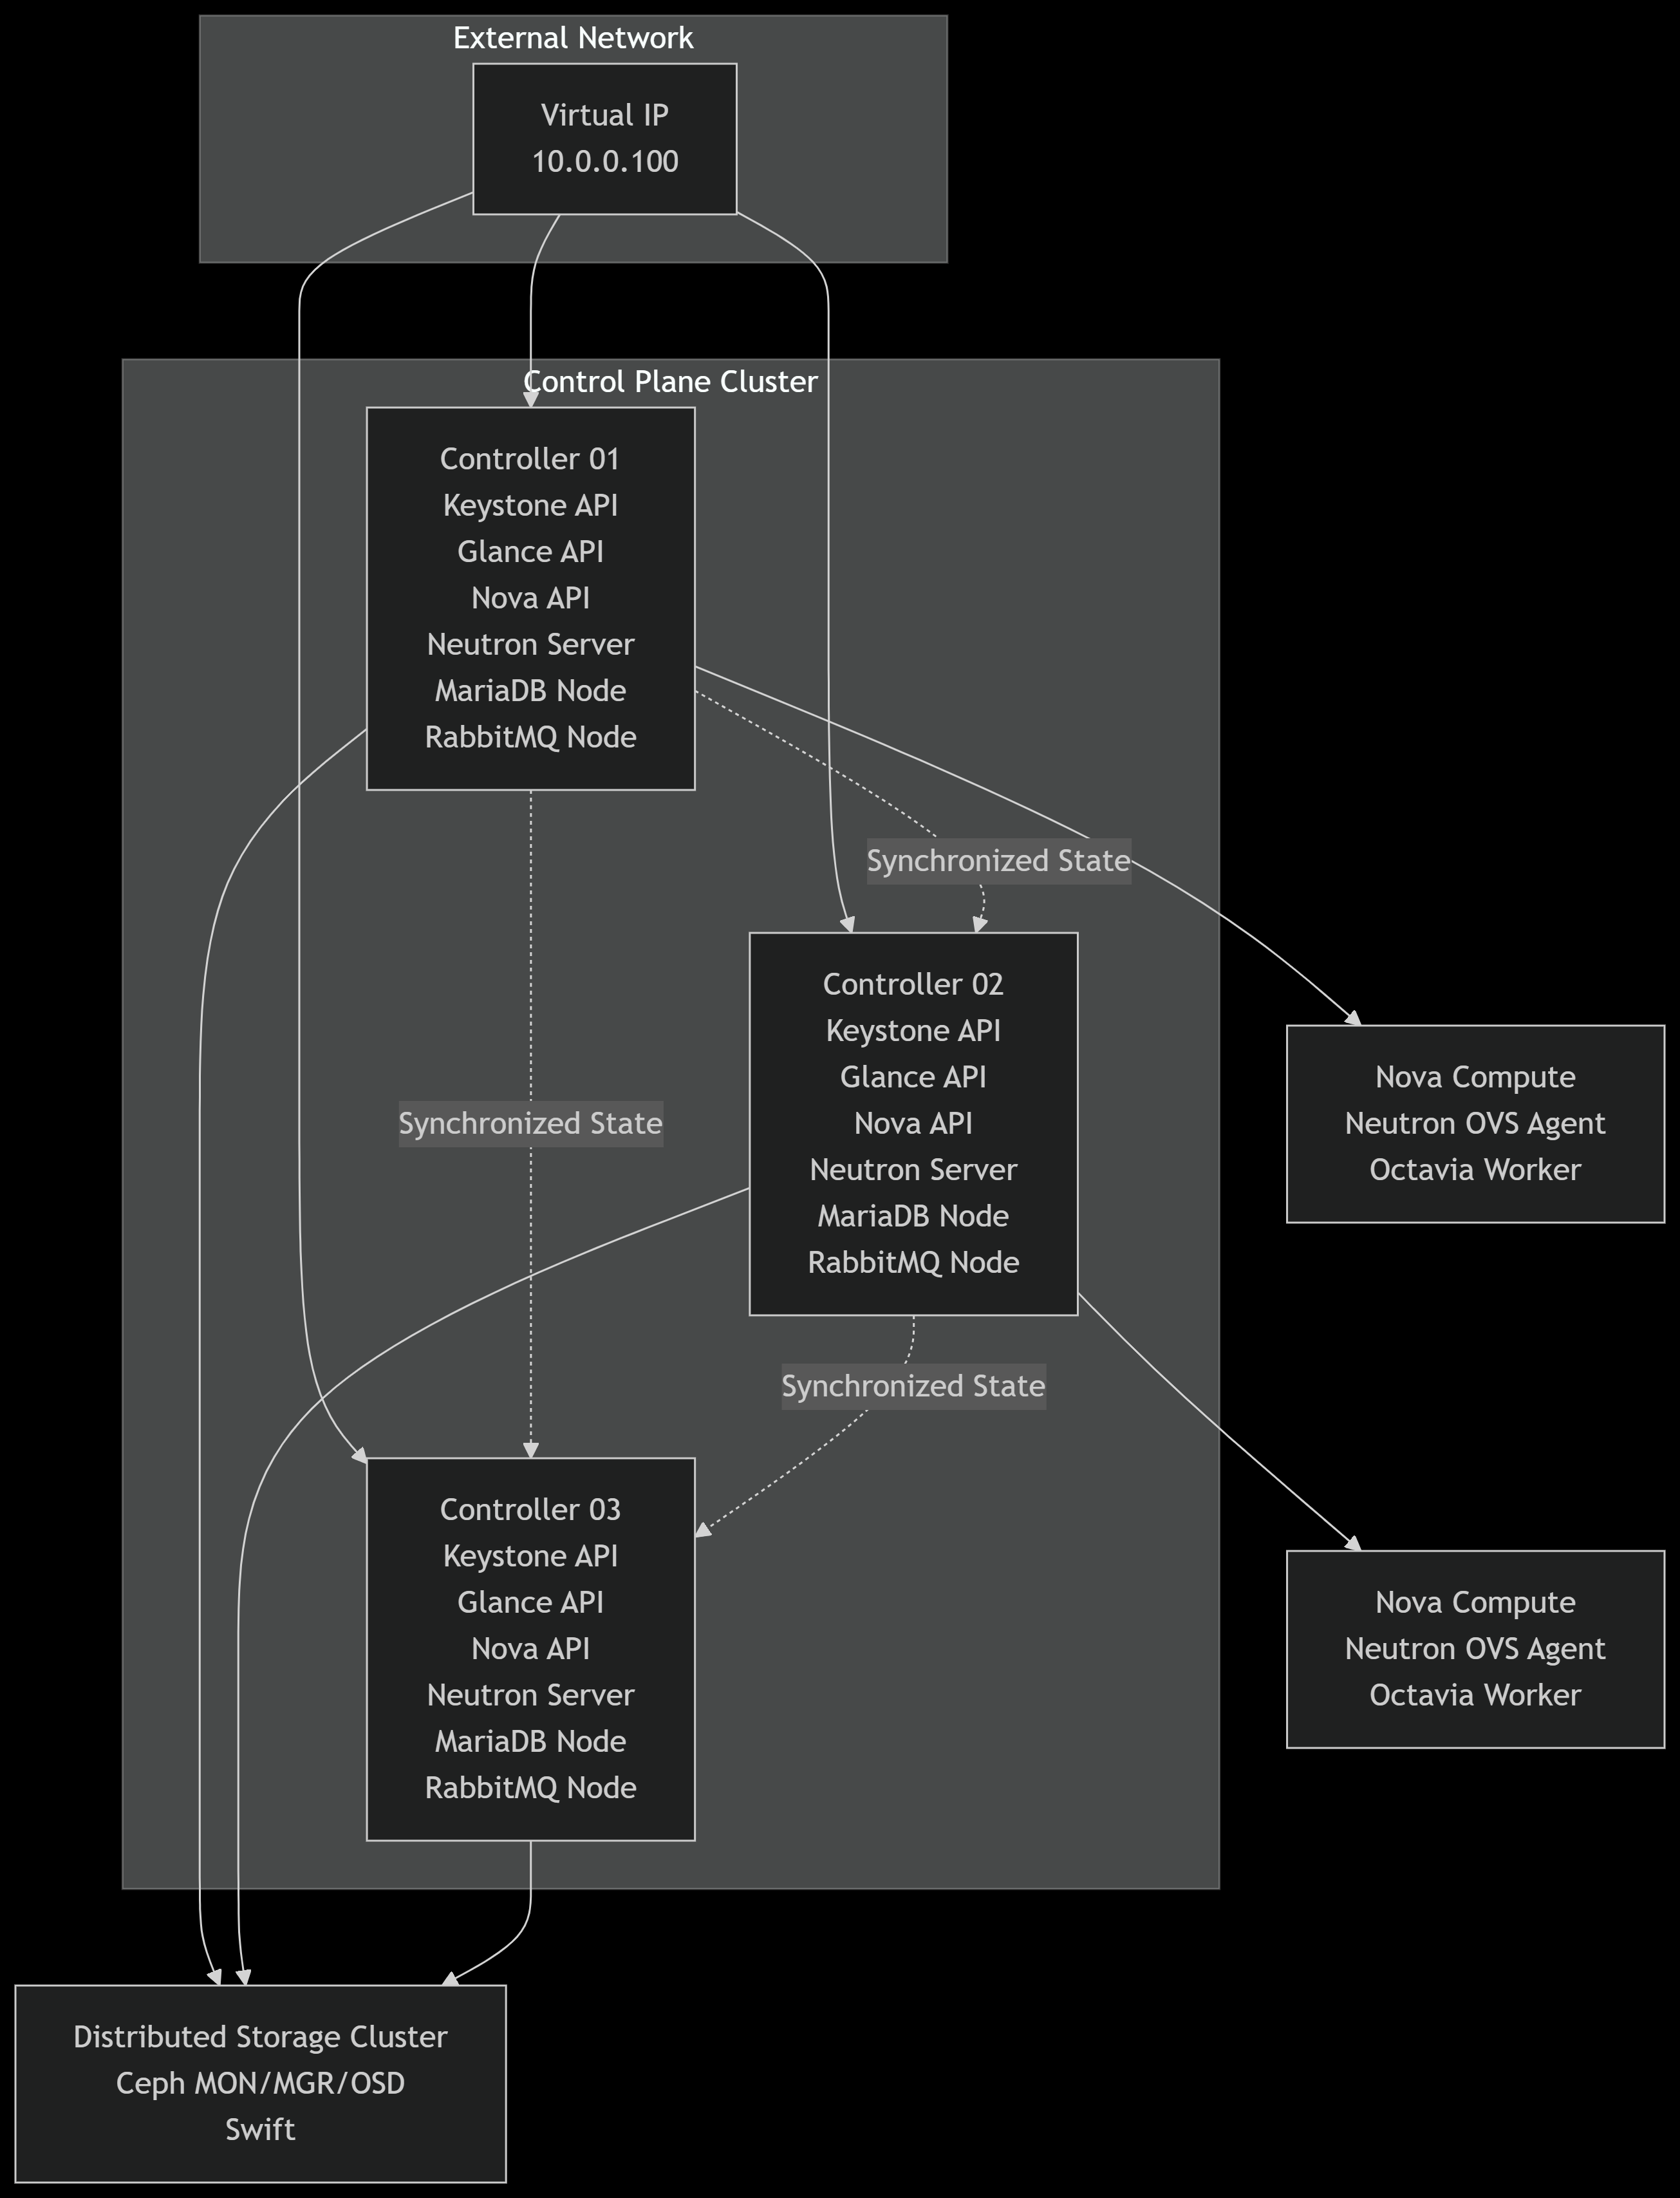 External Network
Virtual IP
10.0.0.100
Control Plane Cluster
Controller 01
Keystone API
Glance API
Nova API
Neutron Server
MariaDB Node
RabbitMQ Node
Synchronized State
Controller 02
Keystone API
Glance API
Nova API
Neutron Server
MariaDB Node
RabbitMQ Node
Nova Compute
Neutron OVS Agent
Octavia Worker
Synchronized State
Synchronized State
Controller 03
Keystone API
Glance API
Nova API
Neutron Server
MariaDB Node
RabbitMQ Node
Nova Compute
Neutron OVS Agent
Octavia Worker
Distributed Storage Cluster
Ceph MON/MGR/OSD
Swift